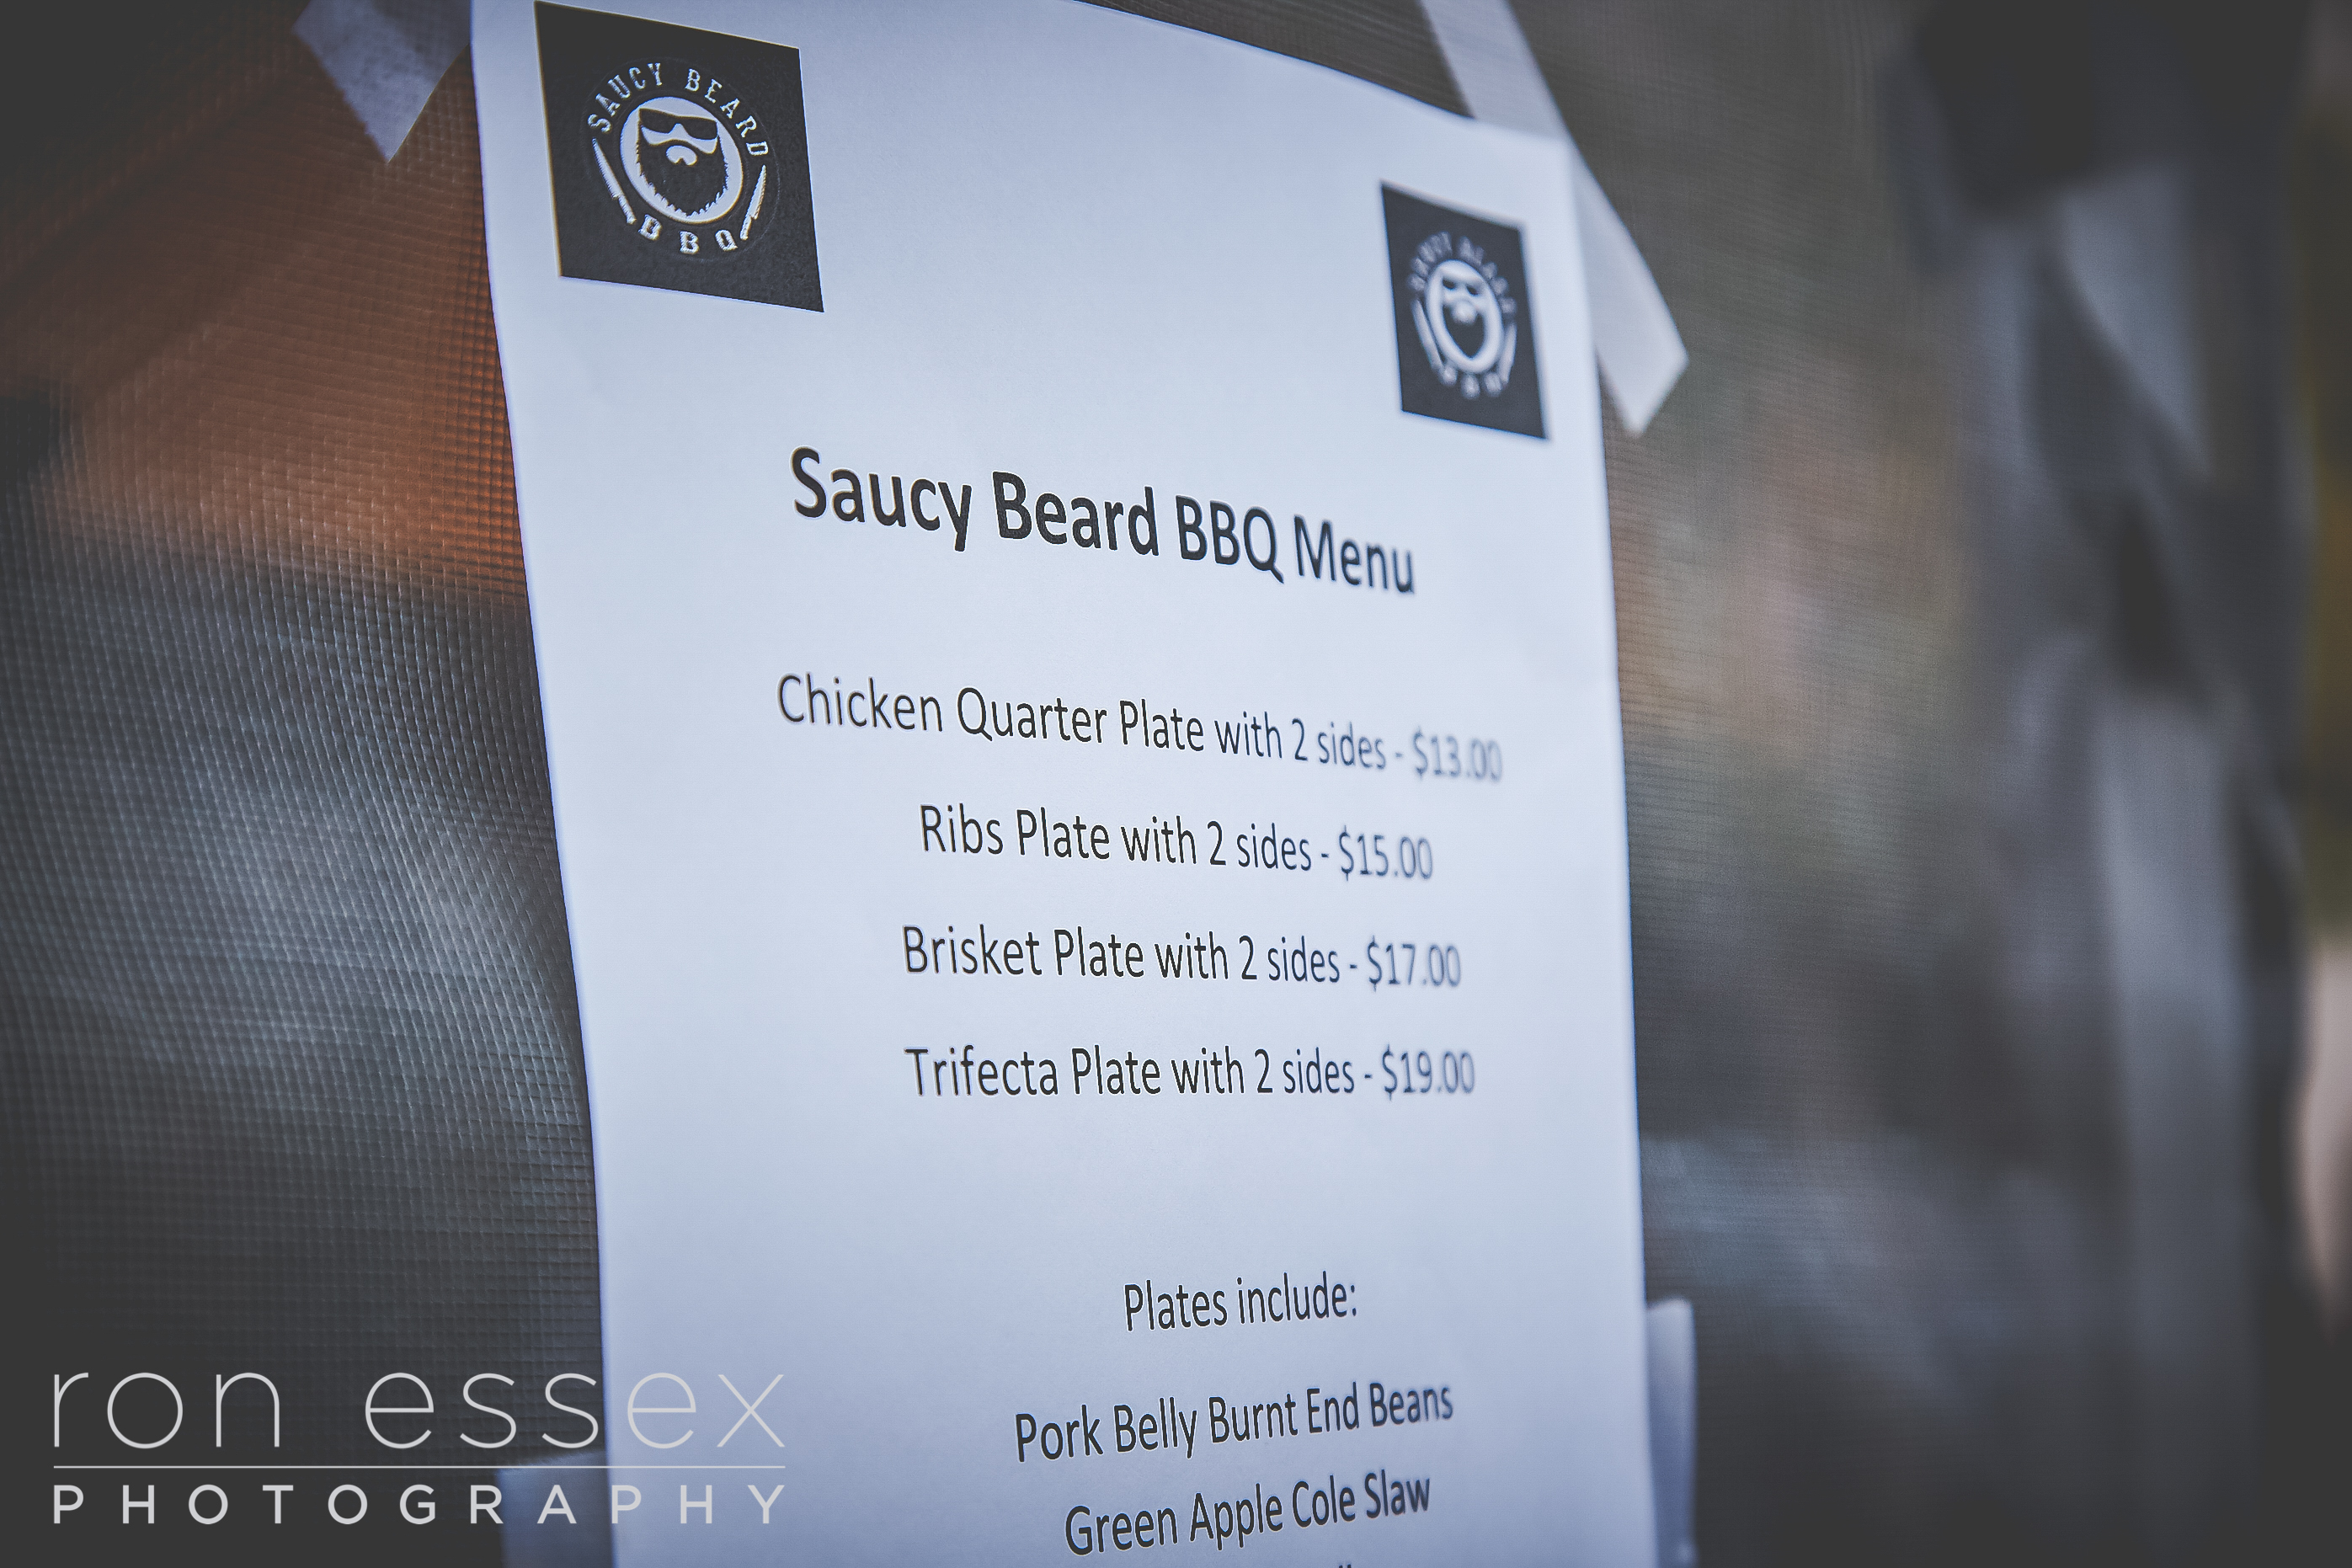 SAUCY BEARD
BBQ
Saucy Beard BBQ Menu
Chicken Quarter Plate with 2 sides - $13.00
Ribs Plate with 2 sides - $15.00
Brisket Plate with 2 sides - $17.00
Trifecta Plate with 2 sides - $19.00
Plates include:
Pork Belly Burnt End Beans
Green Apple Cole Slaw
ron essex
PHOTOGRAPHY